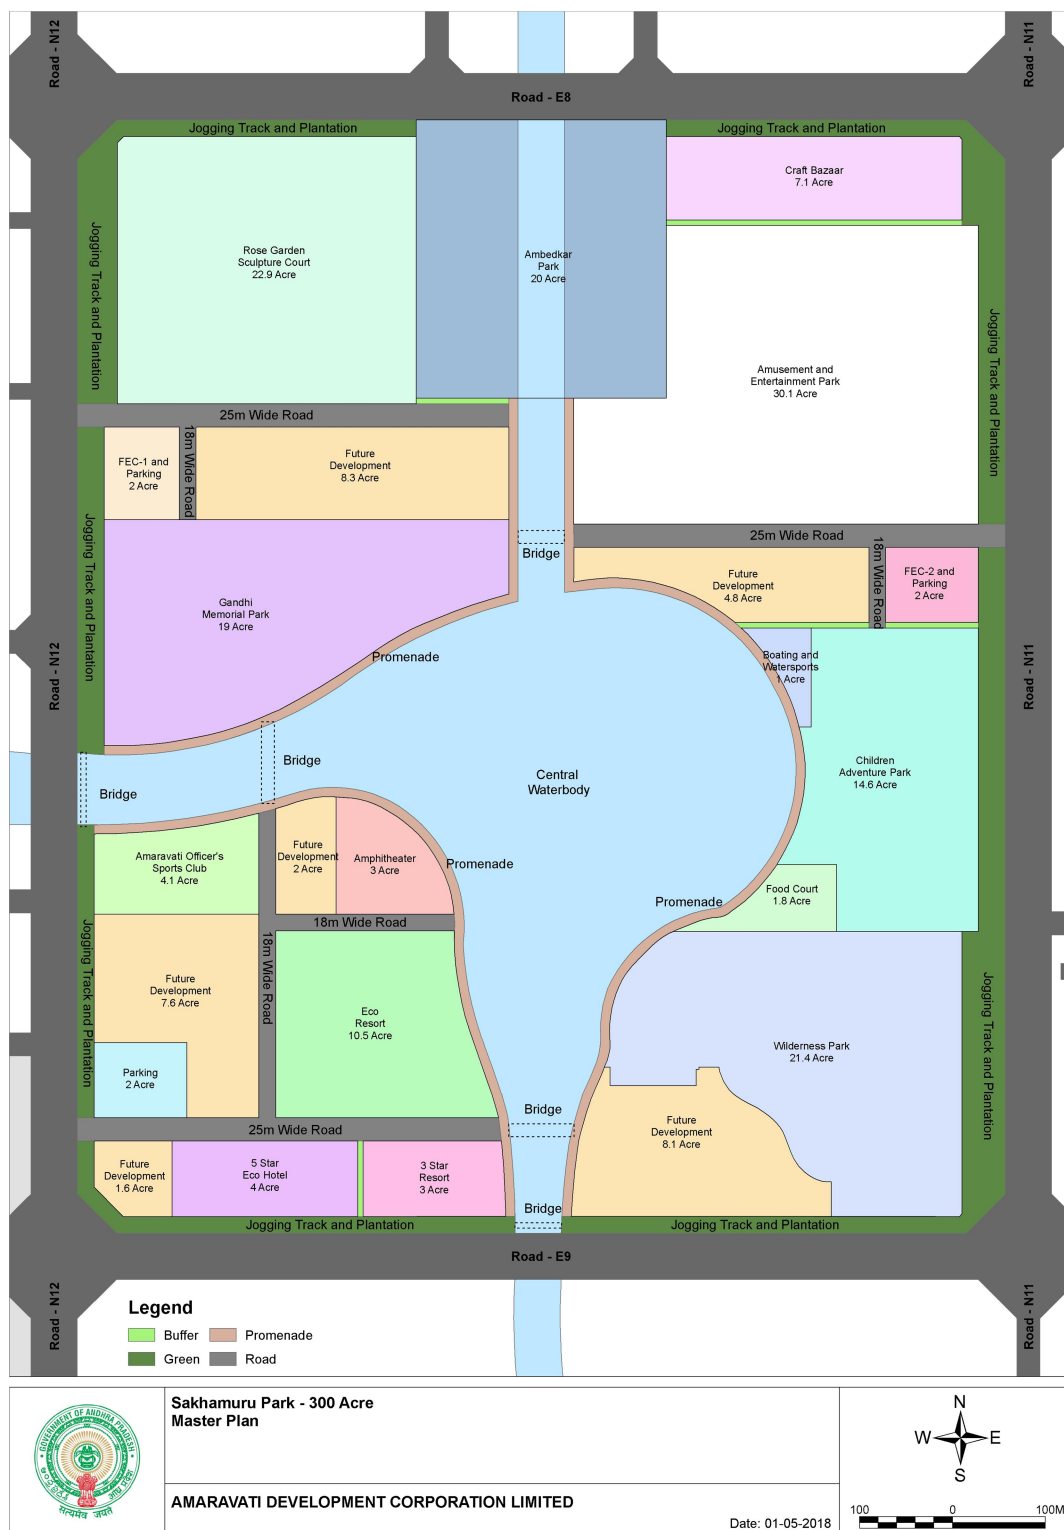 Road - N12
Road - N11
Road - E8
Jogging Track and Plantation
Jogging Track and Plantation
Craft Bazaar
7.1 Acre
Rose Garden
Sculpture Court
22.9 Acre
Ambedkar
Park
20 Acre
Jogging Track and Plantation
Jogging Track and Plantation
Amusement and
Entertainment Park
30.1 Acre
25m Wide Road
FEC-1 and
Parking
2 Acre
18m Wide Road
Future
Development
8.3 Acre
Jogging Track and Plantation
25m Wide Road
Bridge
18m Wide Road
Future
Development
4.8 Acre
FEC-2 and
Parking
2 Acre
Gandhi
Memorial Park
19 Acre
Promenade
Boating and
Watersports
1 Acre
Road - N12
Road - N11
Bridge
Bridge
Central
Waterbody
Children
Adventure Park
14.6 Acre
Amaravati Officer's
Sports Club
4.1 Acre
Future
Development
2 Acre
Amphitheater
3 Acre
Promenade
Promenade
Food Court
1.8 Acre
18m Wide Road
18m Wide Road
Jogging Track and Plantation
Future
Development
7.6 Acre
Eco
Resort
10.5 Acre
Wilderness Park
21.4 Acre
Jogging Track and Plantation
Parking
2 Acre
Bridge
25m Wide Road
Future
Development
8.1 Acre
Future
Development
1.6 Acre
5 Star
Eco Hotel
4 Acre
3 Star
Resort
3 Acre
Bridge
Jogging Track and Plantation
Jogging Track and Plantation
Road - E9
Road - N12
Road - N11
Legend
Buffer
Promenade
Green
Road
GOVERNMENT OF ANDHRA PRADESH
ఆంధ్ర ప్రదేశ్
सत्यमेव जयते
Sakhamuru Park - 300 Acre
Master Plan
AMARAVATI DEVELOPMENT CORPORATION LIMITED
Date: 01-05-2018
N
W E
S
100 0 100M